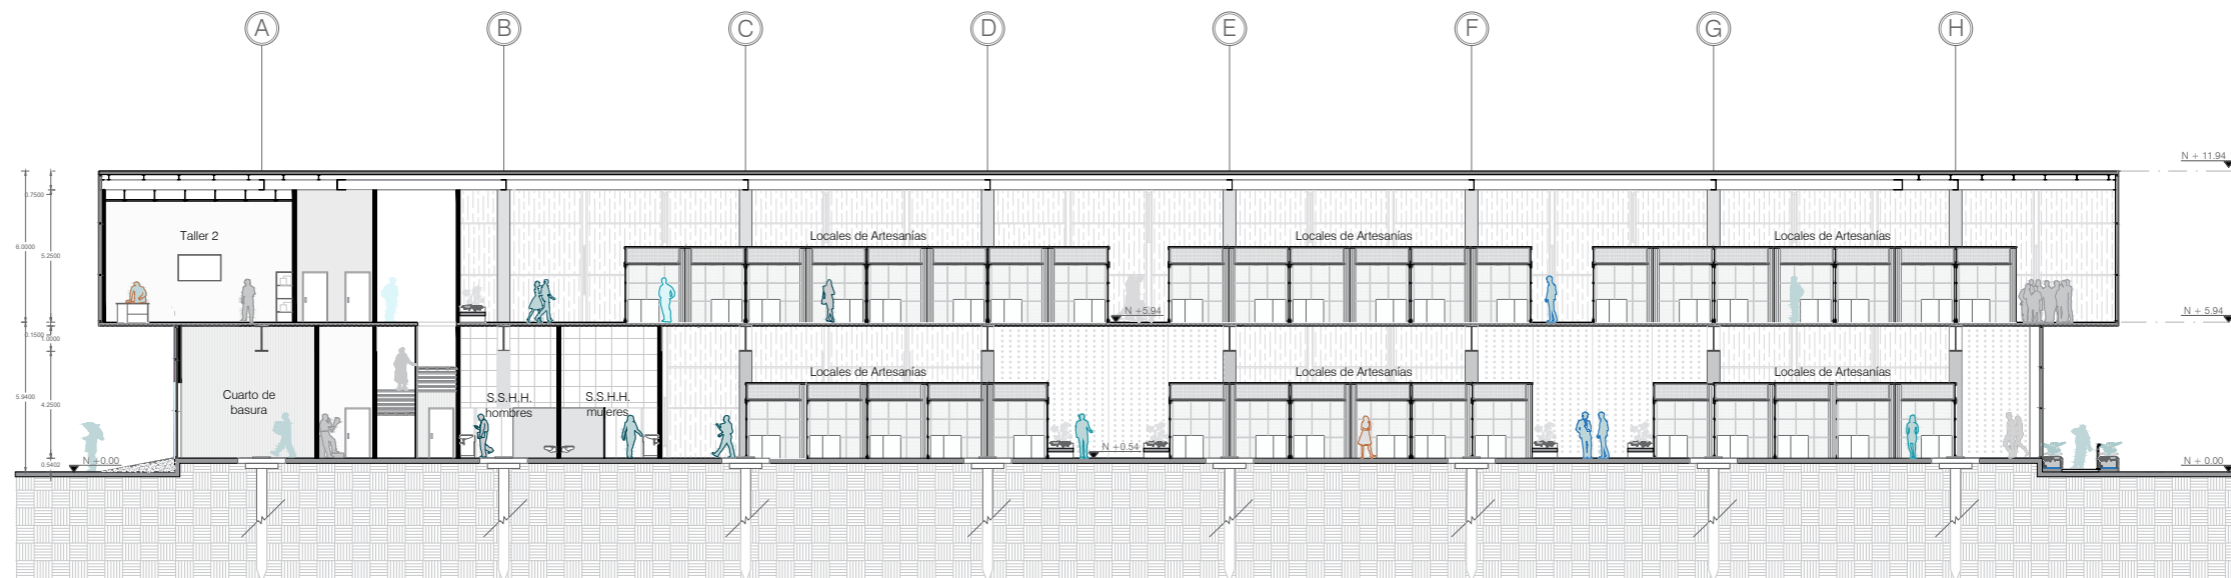 A B C D E F G H
N + 11.94
0.7500
Taller 2
Locales de Artesanías
Locales de Artesanías
Locales de Artesanías
6.0000
5.2500
N +5.94
N + 5.94
0.1500
1.0000
Locales de Artesanías
Locales de Artesanías
Locales de Artesanías
Cuarto de
basura
S.S.H.H.
hombres
S.S.H.H.
mujeres
5.9400
4.2500
N +0.54
N +0.00
0.5402
N + 0.00